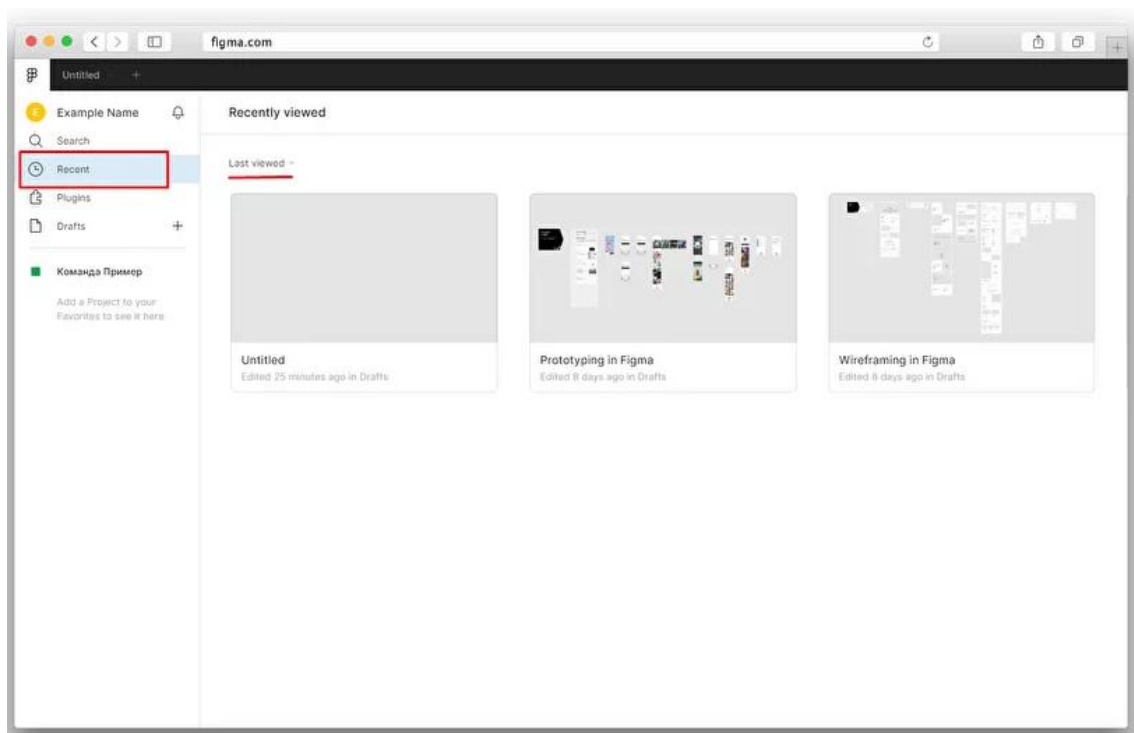 figma.com
Untitled
Example Name
Search
Recent
Plugins
Drafts
Команда Пример
Add a Project to your
Favorites to see it here
Recently viewed
Last viewed
Untitled
Edited 25 minutes ago in Drafts
Prototyping in Figma
Edited 8 days ago in Drafts
Wireframing in Figma
Edited 8 days ago in Drafts